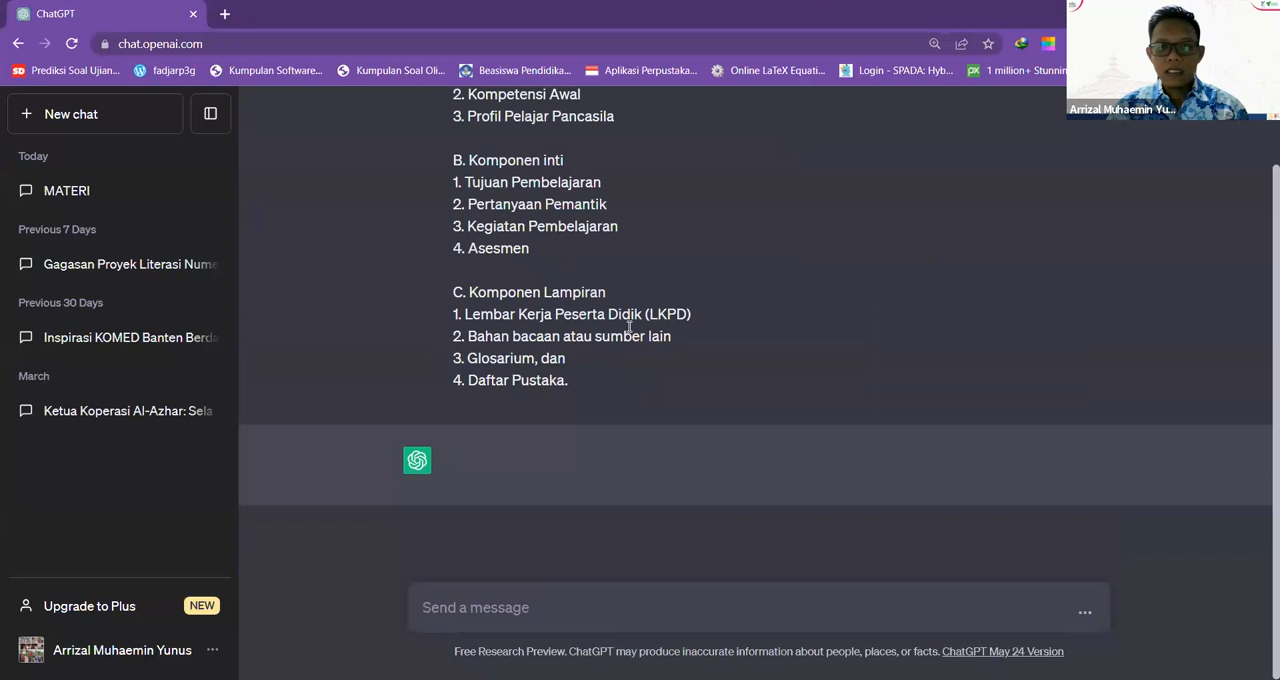 ChatGPT
chat.openai.com
Prediksi Soal Ujian...
fadjarp3g
Kumpulan Software...
Kumpulan Soal Oli...
Beasiswa Pendidika...
Aplikasi Perpustaka...
Online LaTeX Equati...
Login - SPADA: Hyb...
1 million+ Stunnin
Arrizal Muhaemin Yu...
New chat
Today
MATERI
Previous 7 Days
Gagasan Proyek Literasi Nume
Previous 30 Days
Inspirasi KOMED Banten Berda
March
Ketua Koperasi Al-Azhar: Sela
Upgrade to Plus NEW
Arrizal Muhaemin Yunus ...
2. Kompetensi Awal
3. Profil Pelajar Pancasila
B. Komponen inti
1. Tujuan Pembelajaran
2. Pertanyaan Pemantik
3. Kegiatan Pembelajaran
4. Asesmen
C. Komponen Lampiran
1. Lembar Kerja Peserta Didik (LKPD)
2. Bahan bacaan atau sumber lain
3. Glosarium, dan
4. Daftar Pustaka.
Send a message
Free Research Preview. ChatGPT may produce inaccurate information about people, places, or facts. ChatGPT May 24 Version